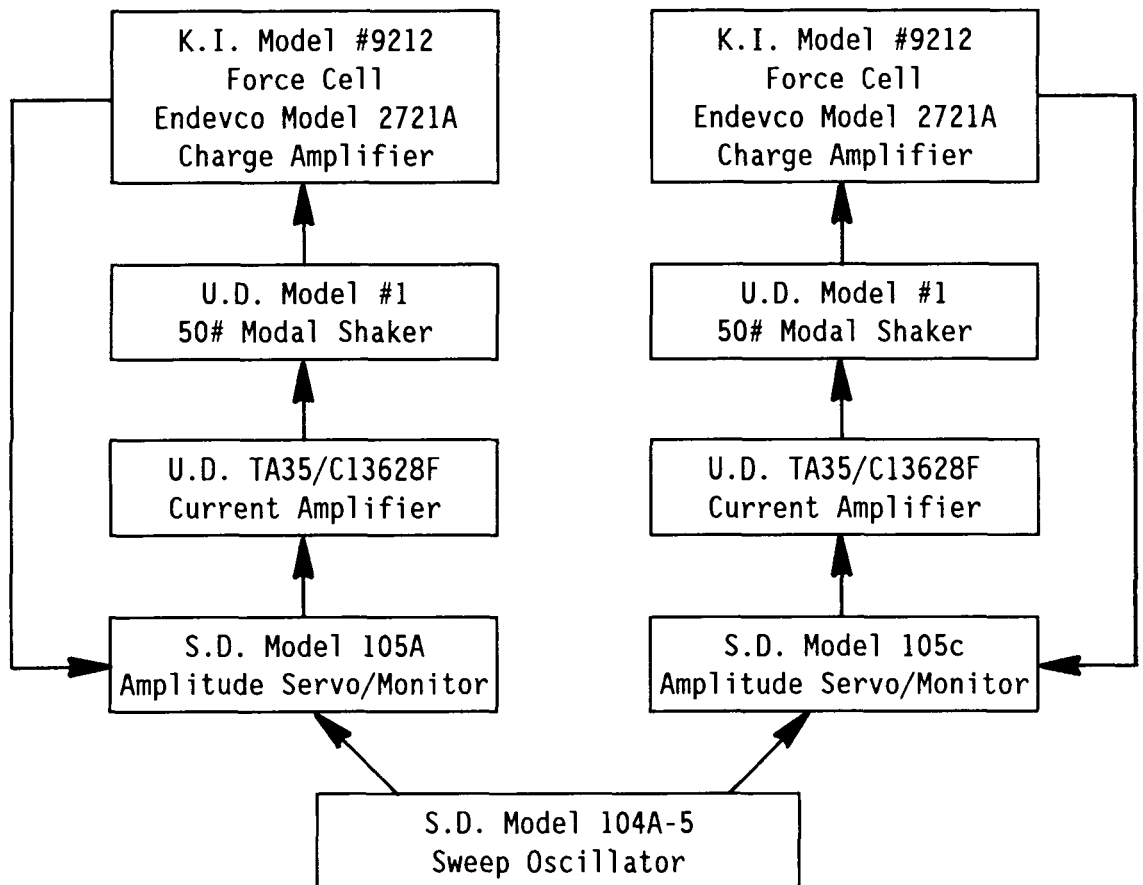 K.I. Model #9212
Force Cell
Endevco Model 2721A
Charge Amplifier
K.I. Model #9212
Force Cell
Endevco Model 2721A
Charge Amplifier
U.D. Model #1
50# Modal Shaker
U.D. Model #1
50# Modal Shaker
U.D. TA35/C13628F
Current Amplifier
U.D. TA35/C13628F
Current Amplifier
S.D. Model 105A
Amplitude Servo/Monitor
S.D. Model 105c
Amplitude Servo/Monitor
S.D. Model 104A-5
Sweep Oscillator